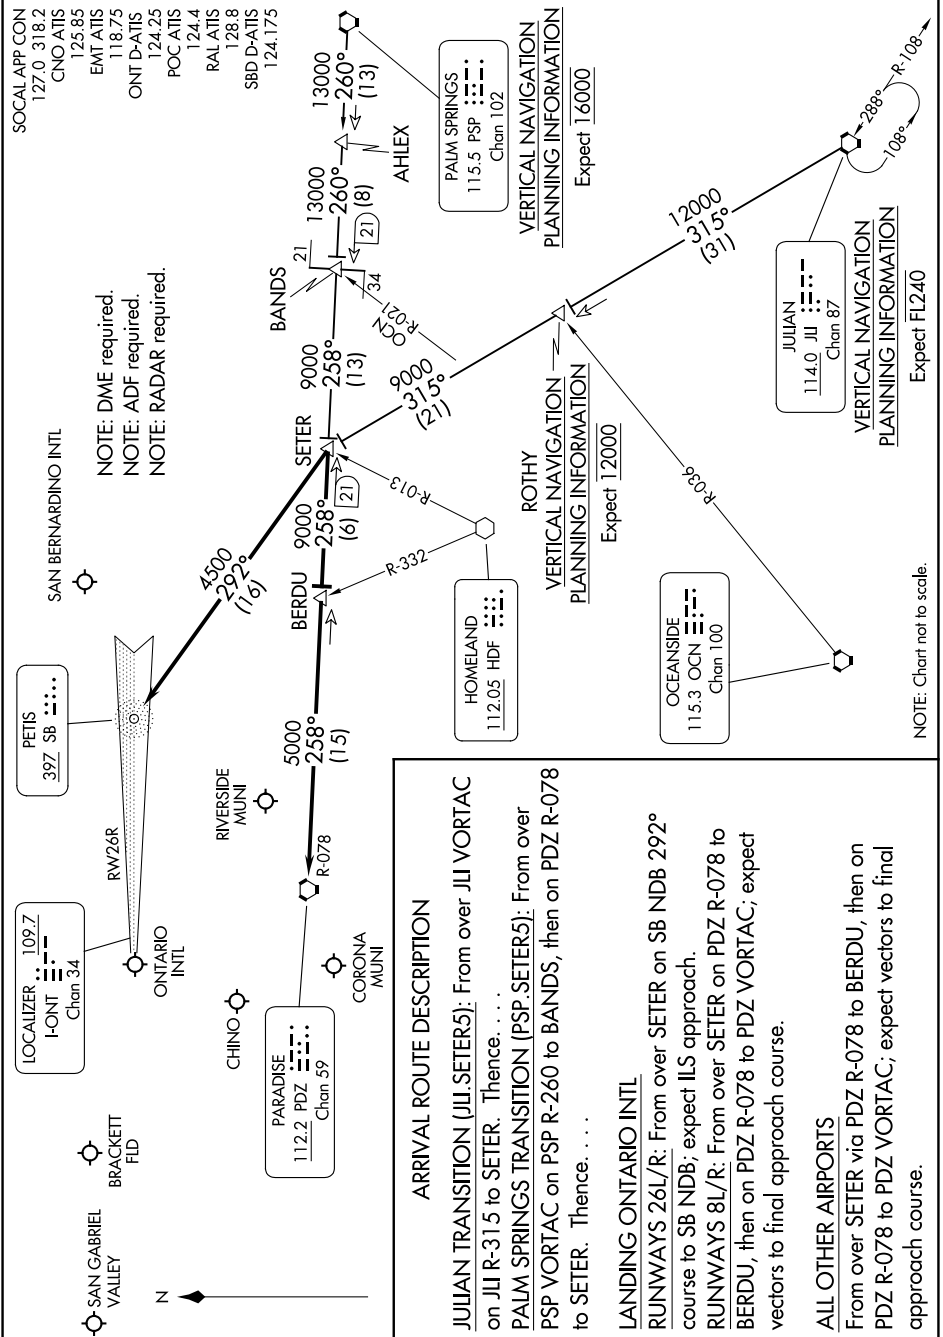 SOCAL APP CON
127.0 318.2
CNO ATIS
125.85
EMT ATIS
118.75
ONT D-ATIS
124.25
POC ATIS
124.4
RAL ATIS
128.8
SBD D-ATIS
124.175
NOTE: DME required.
NOTE: ADF required.
NOTE: RADAR required.
SAN GABRIEL
VALLEY
BRACKETT
FLD
N
LOCALIZER 109.7
I-ONT
Chan 34
RW26R
ONTARIO
INTL
PETIS
397 SB
SAN BERNARDINO INTL
4500
292°
(16)
CHINO
CORONA
MUNI
RIVERSIDE
MUNI
PARADISE
112.2 PDZ
Chan 59
R-078
5000
258°
(15)
BERDU
9000
258°
(6)
21
SETER
9000
258°
(13)
BANDS
21
34
21
13000
260°
(8)
AHLEX
13000
260°
(13)
PALM SPRINGS
115.5 PSP
Chan 102
VERTICAL NAVIGATION
PLANNING INFORMATION
Expect 16000
OCN
R-021
R-013
R-332
HOMELAND
112.05 HDF
9000
315°
(21)
ROTHY
VERTICAL NAVIGATION
PLANNING INFORMATION
Expect 12000
12000
315°
(31)
R-036
OCEANSIDE
115.3 OCN
Chan 100
JULIAN
114.0 JLI
Chan 87
VERTICAL NAVIGATION
PLANNING INFORMATION
Expect FL240
288°
R-108
108°
NOTE: Chart not to scale.
ARRIVAL ROUTE DESCRIPTION
JULIAN TRANSITION (JLI.SETER5): From over JLI VORTAC
on JLI R-315 to SETER. Thence. . . .
PALM SPRINGS TRANSITION (PSP.SETER5): From over
PSP VORTAC on PSP R-260 to BANDS, then on PDZ R-078
to SETER. Thence. . . .
LANDING ONTARIO INTL
RUNWAYS 26L/R: From over SETER on SB NDB 292°
course to SB NDB; expect ILS approach.
RUNWAYS 8L/R: From over SETER on PDZ R-078 to
BERDU, then on PDZ R-078 to PDZ VORTAC; expect
vectors to final approach course.
ALL OTHER AIRPORTS
From over SETER via PDZ R-078 to BERDU, then on
PDZ R-078 to PDZ VORTAC; expect vectors to final
approach course.